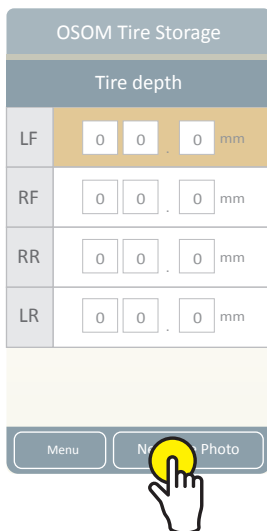 OSOM Tire Storage
Tire depth
LF 0 0 . 0 mm
RF 0 0 . 0 mm
RR 0 0 . 0 mm
LR 0 0 . 0 mm
Menu Photo